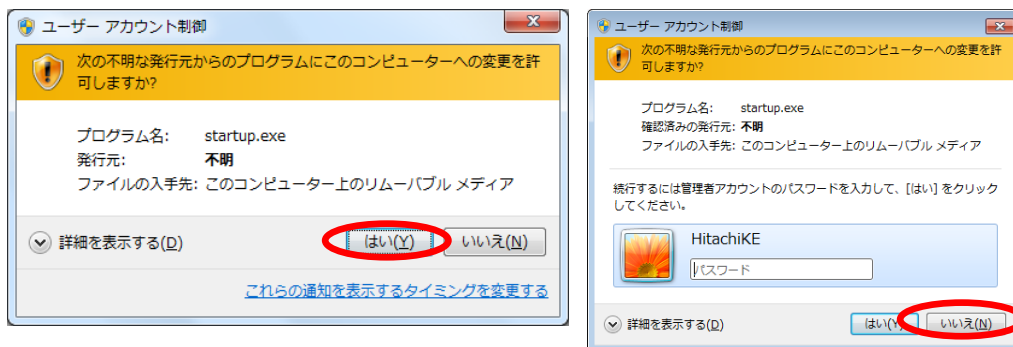 ユーザー アカウント制御
次の不明な発行元からのプログラムにこのコンピューターへの変更を許
可しますか?
プログラム名: startup.exe
発行元: 不明
ファイルの入手先: このコンピューター上のリムーバブル メディア
詳細を表示する(D)
はい(Y)
いいえ(N)
これらの通知を表示するタイミングを変更する
ユーザー アカウント制御
次の不明な発行元からのプログラムにこのコンピューターへの変更を許
可しますか?
プログラム名: startup.exe
確認済みの発行元: 不明
ファイルの入手先: このコンピューター上のリムーバブル メディア
続行するには管理者アカウントのパスワードを入力して、[はい] をクリック
してください。
HitachiKE
パスワード
詳細を表示する(D)
はい(Y)
いいえ(N)